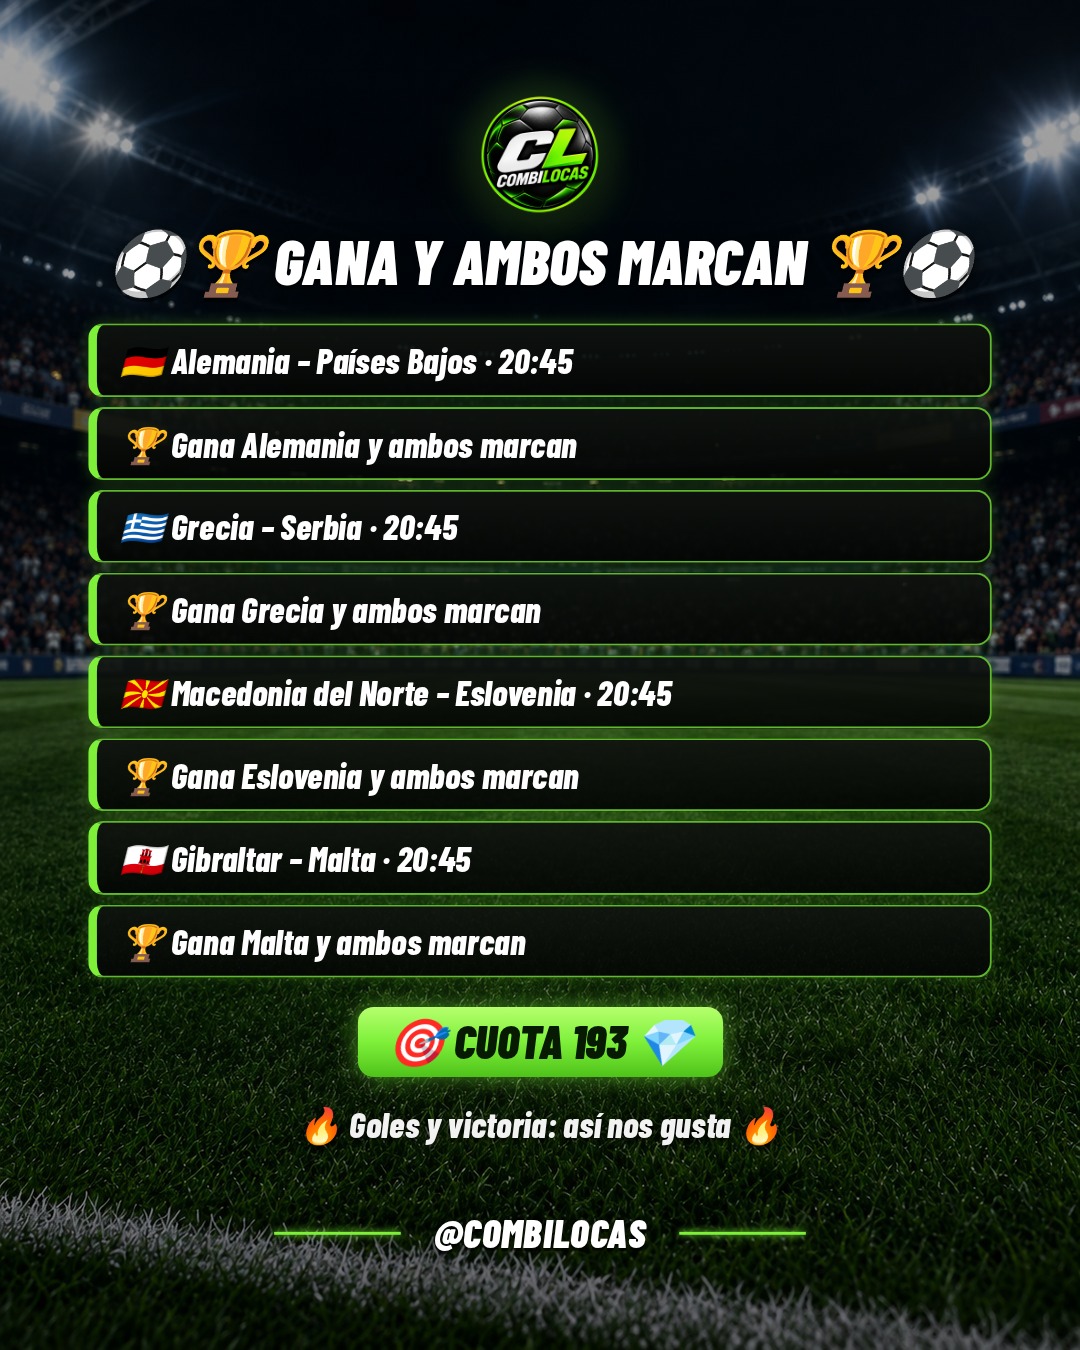 CL
COMBILOCAS
⚽🏆GANA Y AMBOS MARCAN 🏆⚽
🇩🇪 Alemania – Países Bajos · 20:45
🏆 Gana Alemania y ambos marcan
🇬🇷 Grecia – Serbia · 20:45
🏆 Gana Grecia y ambos marcan
🇲🇰 Macedonia del Norte – Eslovenia · 20:45
🏆 Gana Eslovenia y ambos marcan
🇬🇮 Gibraltar – Malta · 20:45
🏆 Gana Malta y ambos marcan
🎯 CUOTA 193 💎
🔥 Goles y victoria: así nos gusta 🔥
@COMBILOCAS